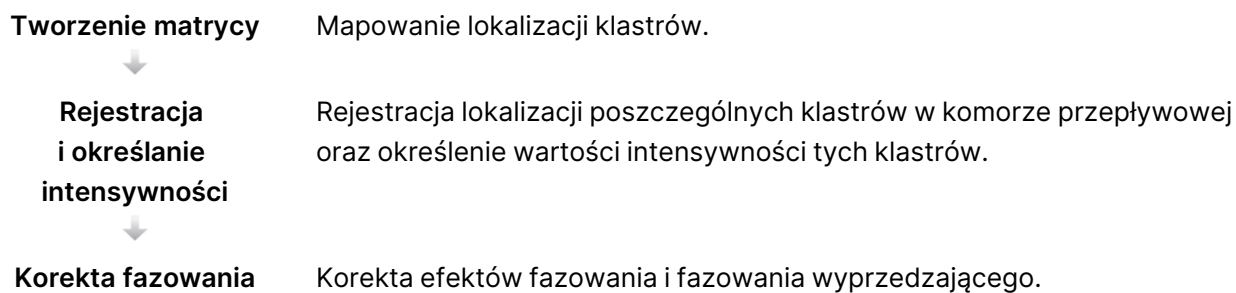 Tworzenie matrycy
Mapowanie lokalizacji klastrów.
Rejestracja
i określanie
intensywności
Rejestracja lokalizacji poszczególnych klastrów w komorze przepływowej
oraz określenie wartości intensywności tych klastrów.
Korekta fazowania
Korekta efektów fazowania i fazowania wyprzedzającego.